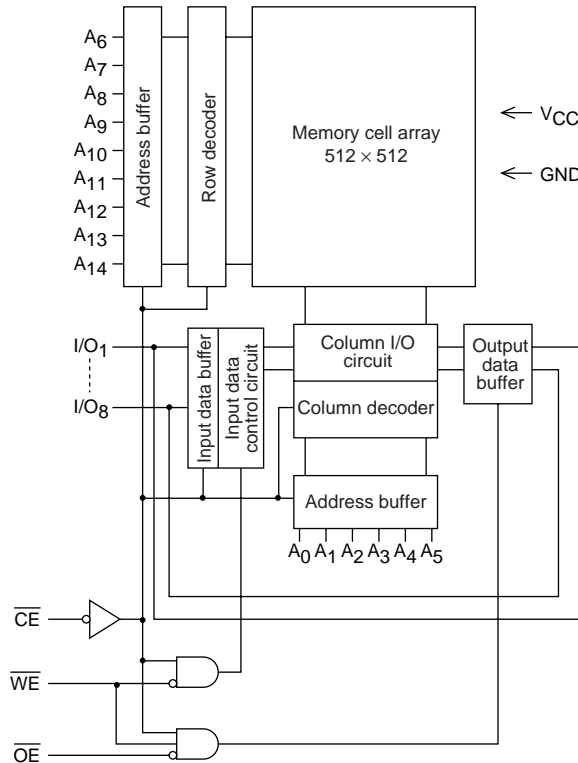 A6
A7
A8
A9
A10
A11
A12
A13
A14
Address buffer
Row decoder
Memory cell array
512 × 512
VCC
GND
I/O1
I/O8
Input data buffer
Input data
control circuit
Column I/O
circuit
Column decoder
Output
data
buffer
Address buffer
A0 A1 A2 A3 A4 A5
CE
WE
OE